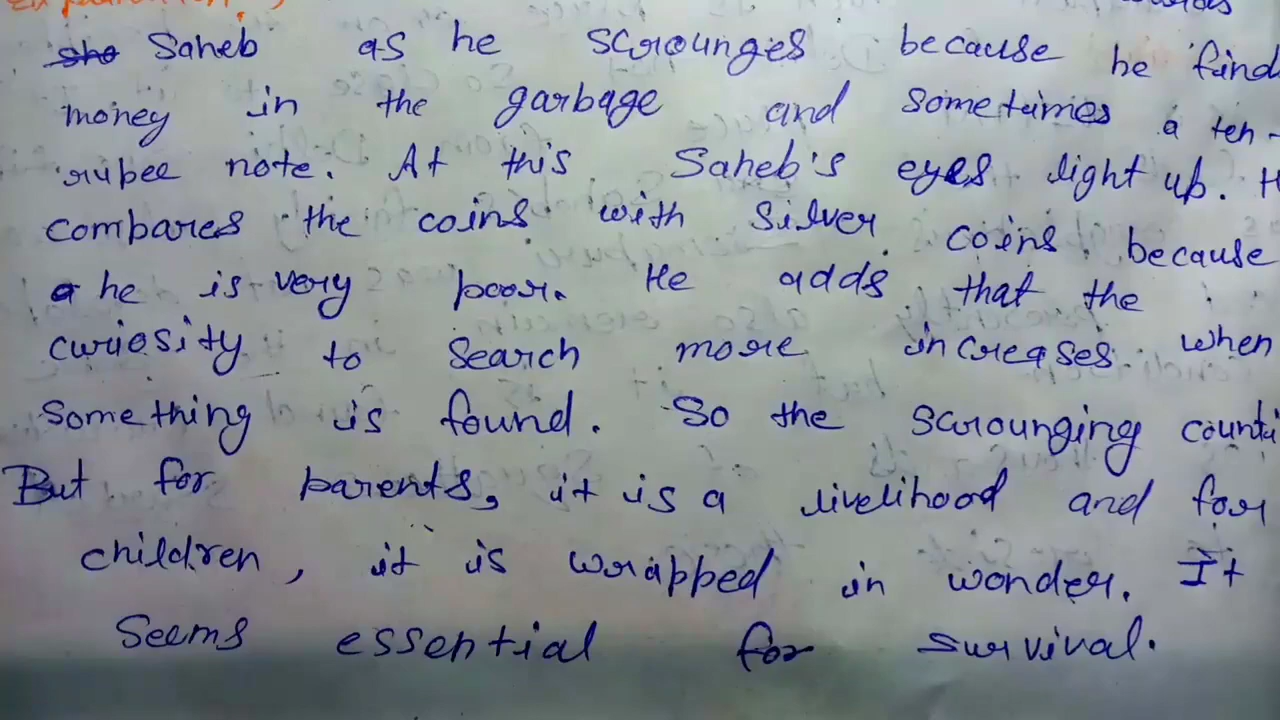 Saheb as he scrounges because he find
money in the garbage and sometimes a ten-
rupee note. At this Saheb's eyes light up. H
compares the coins with silver coins because
he is very poor. He adds that the
curiosity to search more increases when
something is found. So the scrounging counti
But for parents, it is a livelihood and for
children, it is wrapped in wonder. It
seems essential for survival.